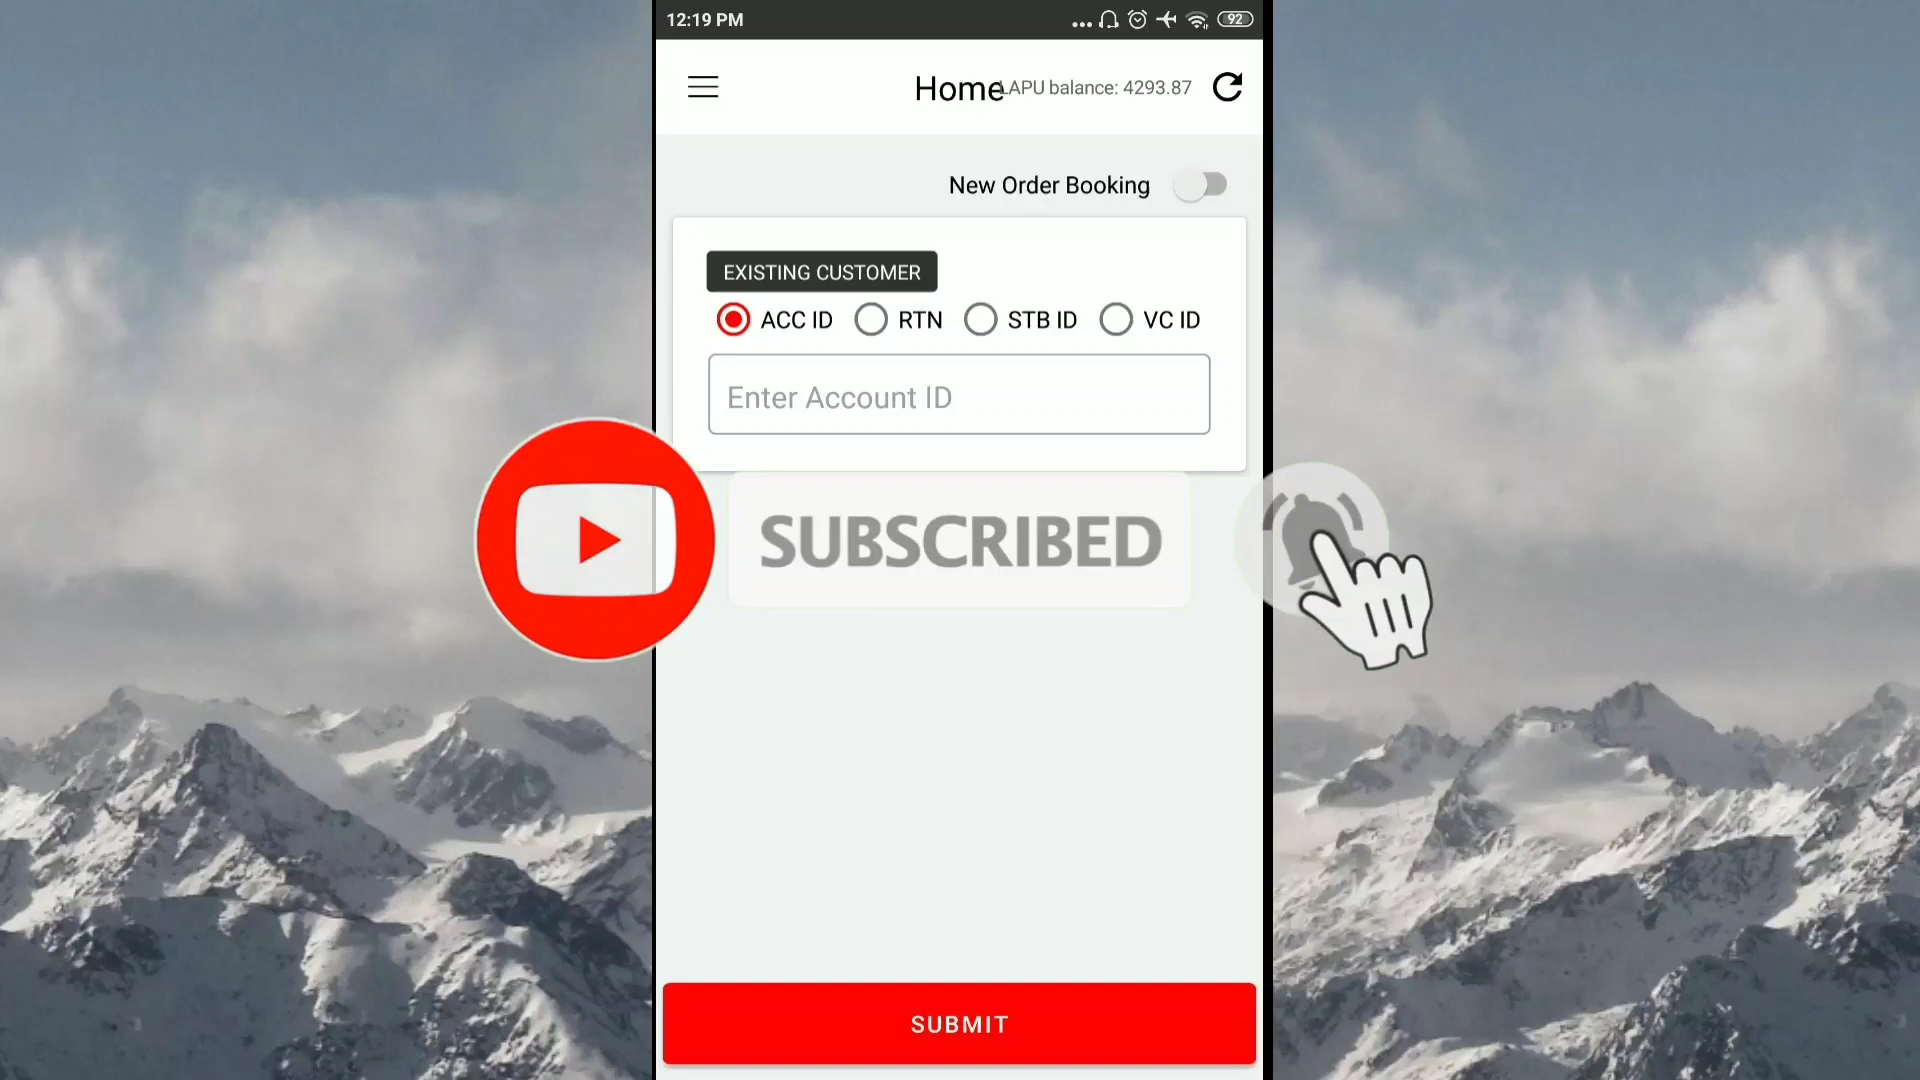 12:19 PM
92
Home
LAPU balance: 4293.87
New Order Booking
EXISTING CUSTOMER
ACC ID RTN STB ID VC ID
Enter Account ID
SUBSCRIBED
SUBMIT